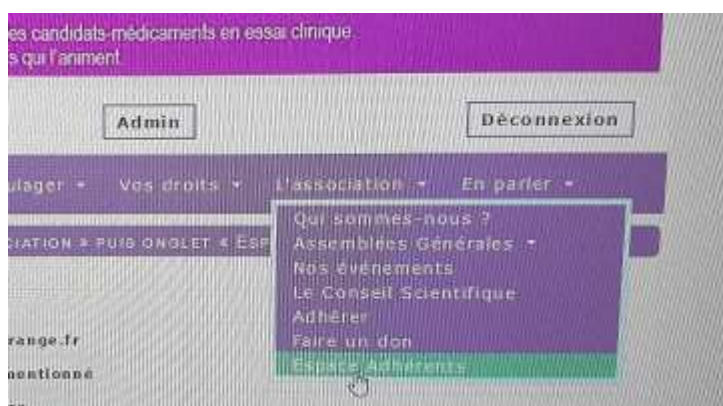 es candidats-médicaments en essai clinique.
s qui l'animent
Admin
Déconnexion
ulager
Vos droits
L'association
En parler
CIATION » PUIS ONGLET « ESP
Qui sommes-nous ?
Assemblées Générales
Nos événements
Le Conseil Scientifique
Adhérer
Faire un don
Espace Adhérents
range.fr
mentionné